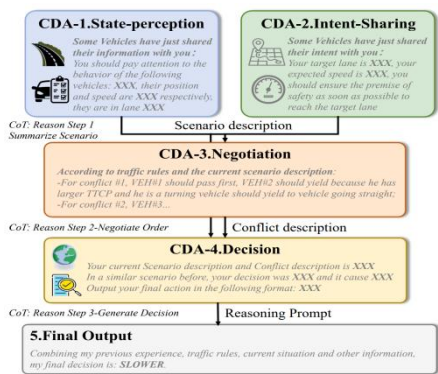 CDA-1.State-perception
Some Vehicles have just shared
their information with you :
You should pay attention to the
behavior of the following
vehicles: XXX, their position
and speed are XXX respectively,
they are in lane XXX
CDA-2.Intent-Sharing
Some Vehicles have just shared
their intent with you :
Your target lane is XXX, your
expected speed is XXX, you
should ensure the premise of
safety as soon as possible to
reach the target lane
CoT: Reason Step 1
Summarize Scenario
Scenario description
CDA-3.Negotiation
According to traffic rules and the current scenario description:
-For conflict #1, VEH#1 should pass first, VEH#2 should yield because he has
larger TTCP and he is a turning vehicle should yield to vehicle going straight;
-For conflict #2, VEH#3...
CoT: Reason Step 2-Negotiate Order
Conflict description
CDA-4.Decision
Your current Scenario description and Conflict description is XXX
In a similar scenario before, your decision was XXX and it cause XXX
Output your final action in the following format: XXX
CoT: Reason Step 3-Generate Decision
Reasoning Prompt
5.Final Output
Combining my previous experience, traffic rules, current situation and other information,
my final decision is: SLOWER.